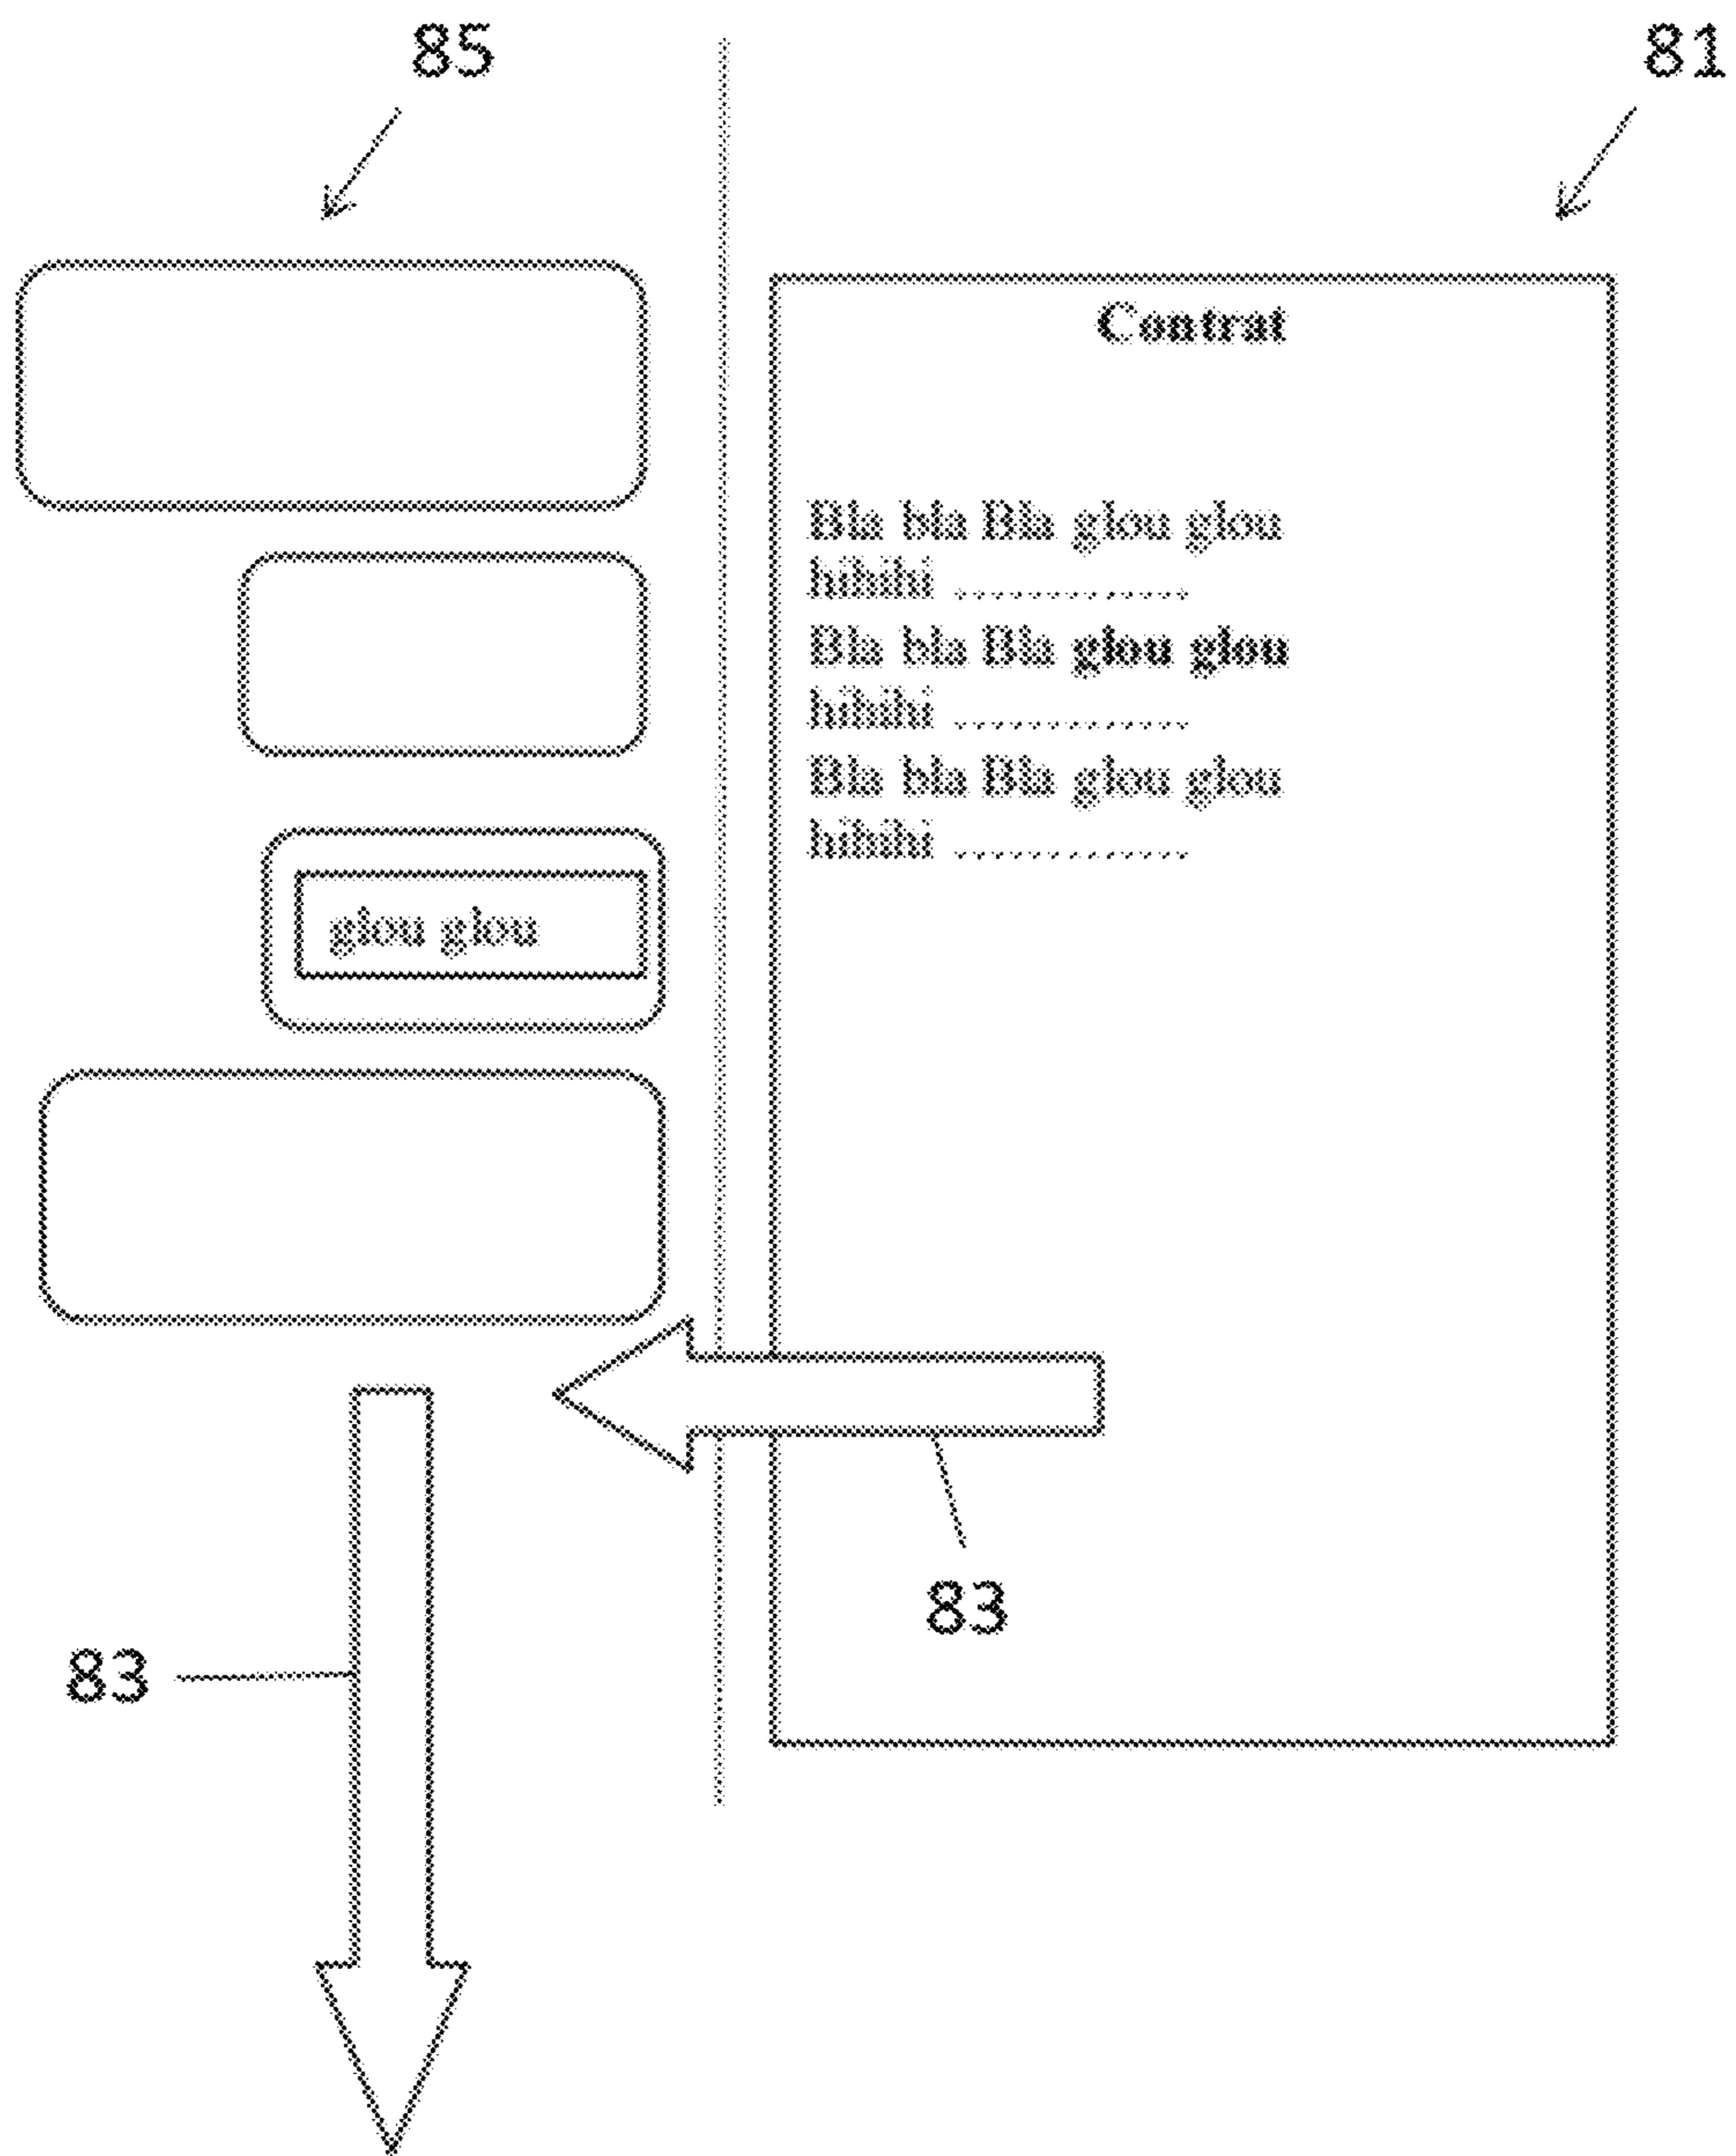 85
81
Contrat
Bla bla Bla glou glou
hihihi .............
Bla bla Bla glou glou
hihihi .............
Bla bla Bla glou glou
hihihi .............
glou glou
83
83